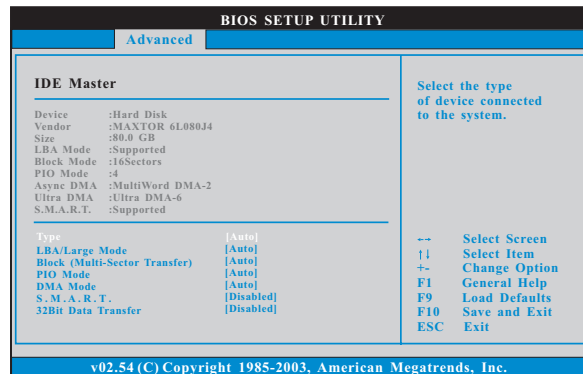 BIOS SETUP UTILITY
Advanced
IDE Master
Device :Hard Disk
Vendor :MAXTOR 6L080J4
Size :80.0 GB
LBA Mode :Supported
Block Mode :16Sectors
PIO Mode :4
Async DMA :MultiWord DMA-2
Ultra DMA :Ultra DMA-6
S.M.A.R.T. :Supported
Type [Auto]
LBA/Large Mode [Auto]
Block (Multi-Sector Transfer) [Auto]
PIO Mode [Auto]
DMA Mode [Auto]
S.M.A.R.T. [Disabled]
32Bit Data Transfer [Disabled]
Select the type
of device connected
to the system.
←→ Select Screen
↑↓ Select Item
+- Change Option
F1 General Help
F9 Load Defaults
F10 Save and Exit
ESC Exit
v02.54 (C) Copyright 1985-2003, American Megatrends, Inc.